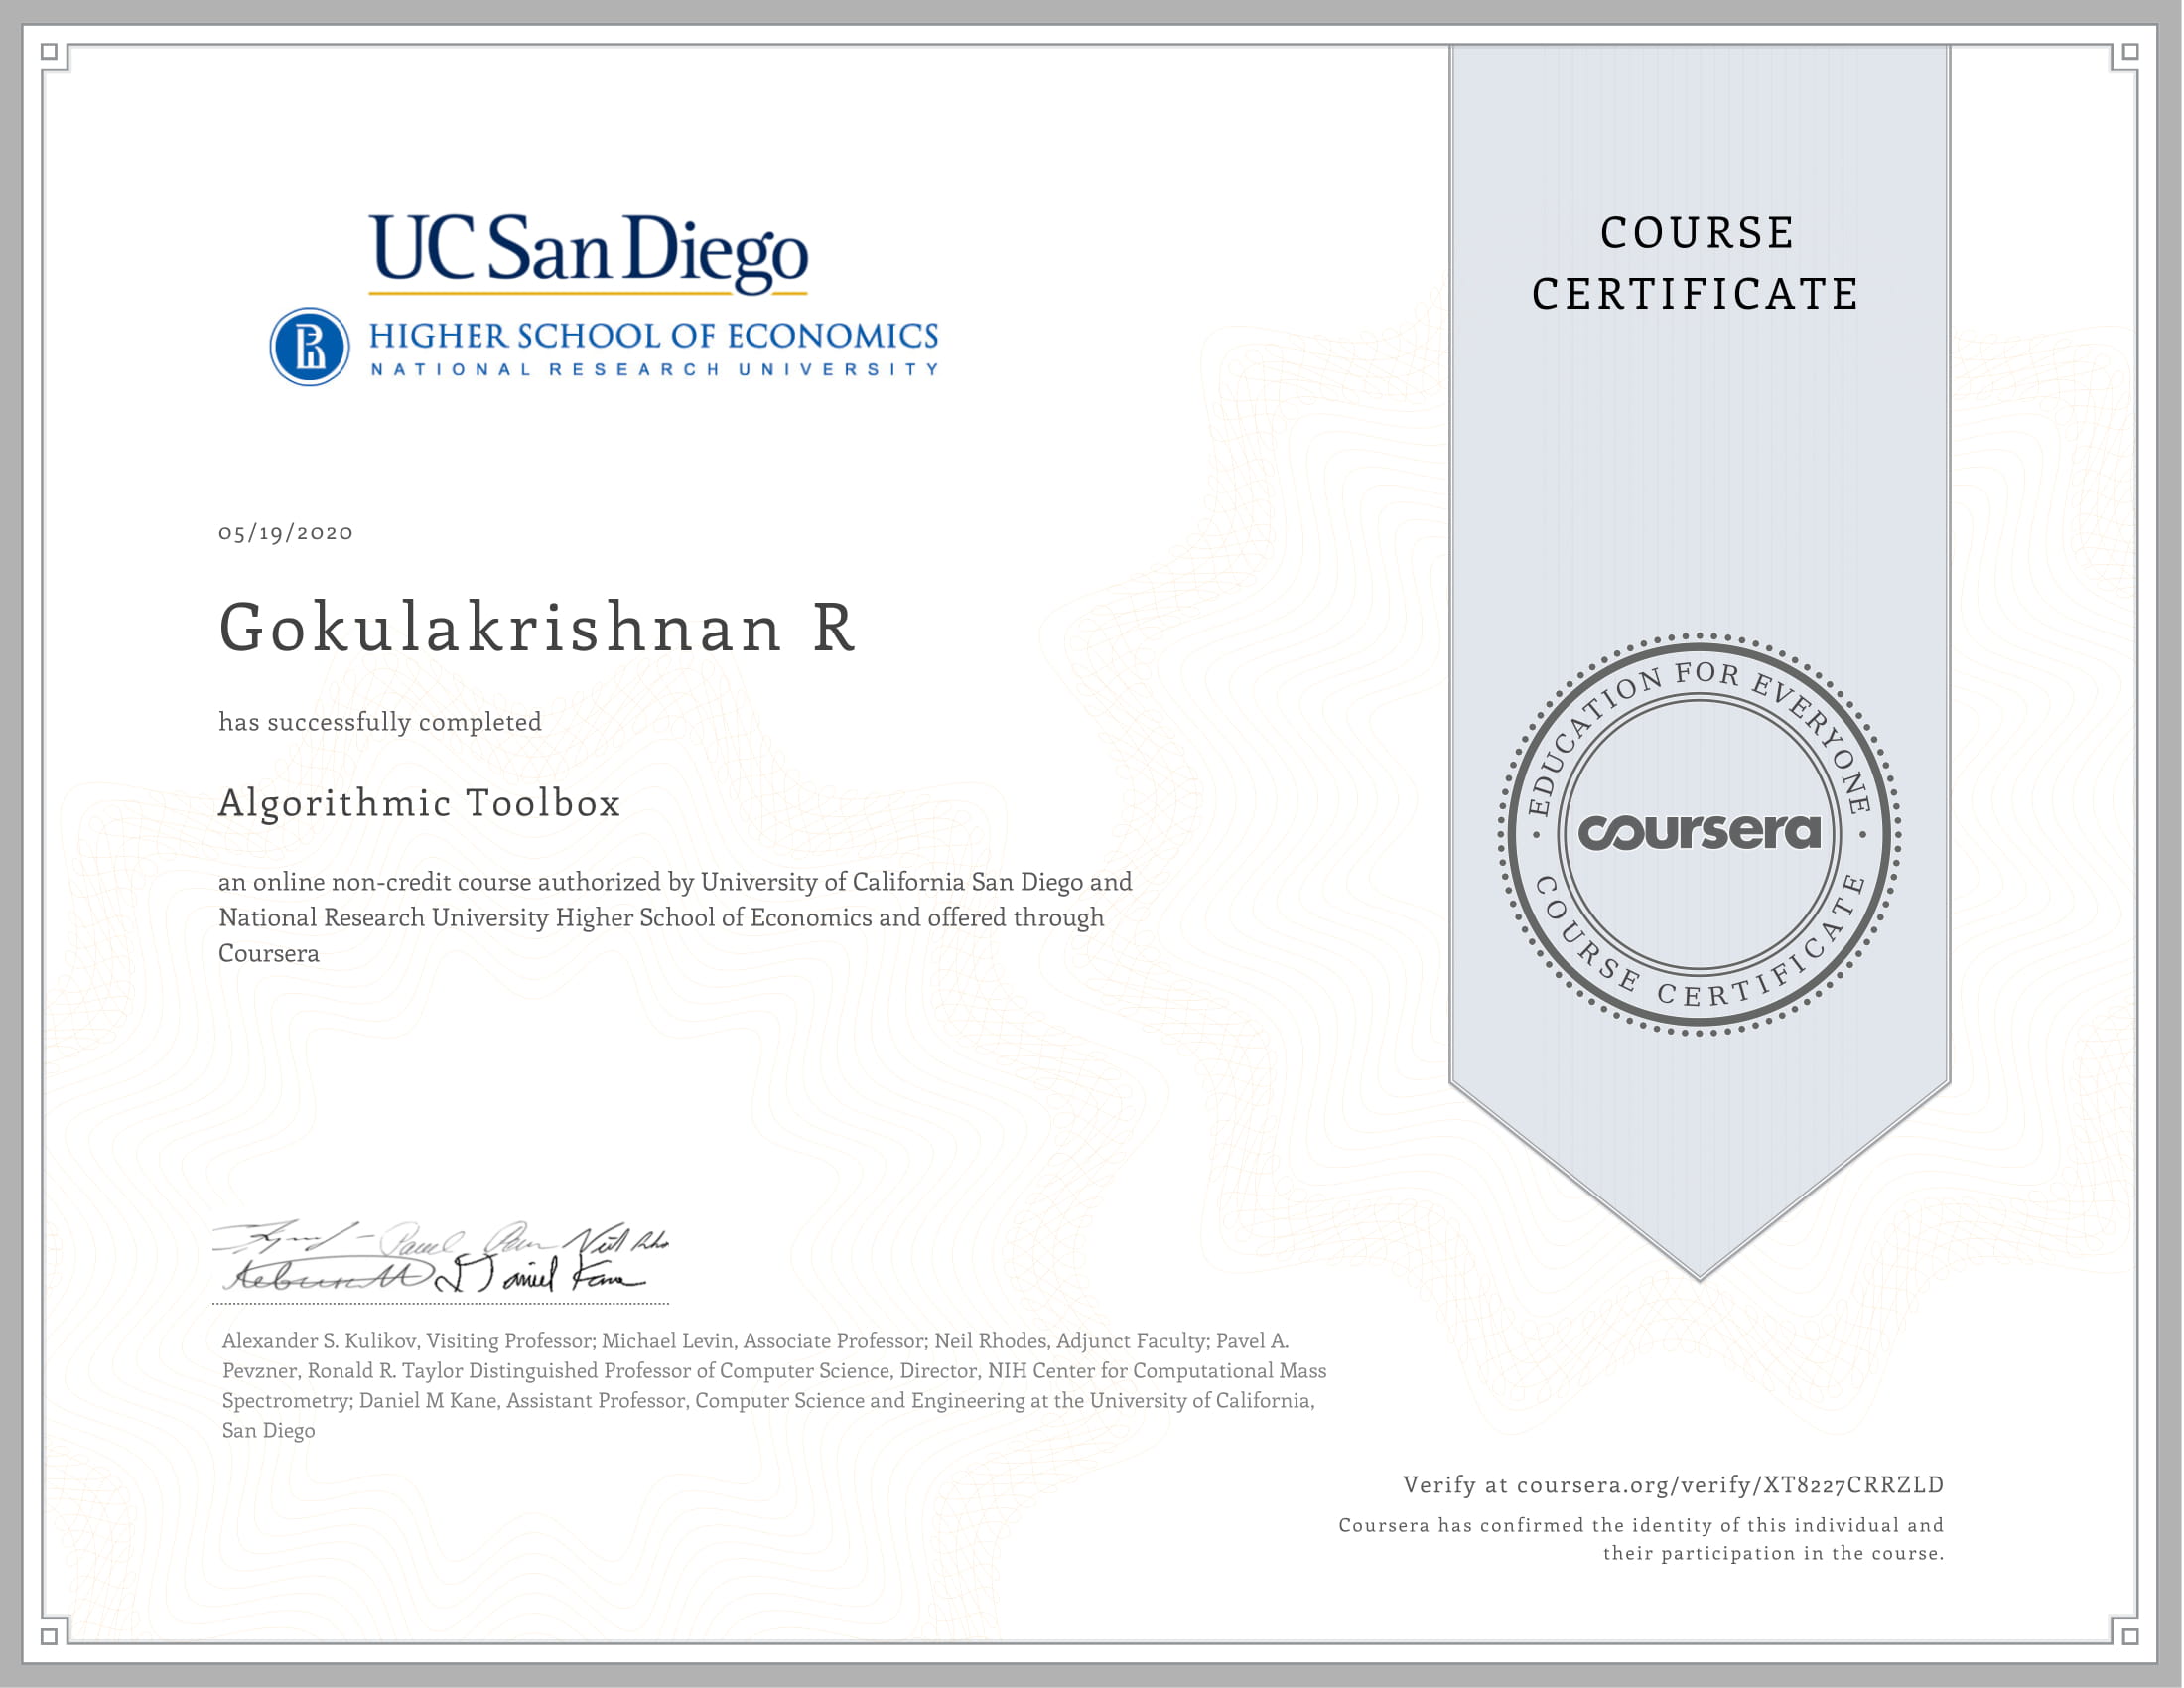 UC San Diego
HIGHER SCHOOL OF ECONOMICS
NATIONAL RESEARCH UNIVERSITY
COURSE
CERTIFICATE
05/19/2020
Gokulakrishnan R
has successfully completed
Algorithmic Toolbox
an online non-credit course authorized by University of California San Diego and
National Research University Higher School of Economics and offered through
Coursera
EDUCATION FOR EVERYONE
coursera
COURSE CERTIFICATE
Daniel Kane
Alexander S. Kulikov, Visiting Professor; Michael Levin, Associate Professor; Neil Rhodes, Adjunct Faculty; Pavel A.
Pevzner, Ronald R. Taylor Distinguished Professor of Computer Science, Director, NIH Center for Computational Mass
Spectrometry; Daniel M Kane, Assistant Professor, Computer Science and Engineering at the University of California,
San Diego
Verify at coursera.org/verify/XT8227CRRZLD
Coursera has confirmed the identity of this individual and
their participation in the course.